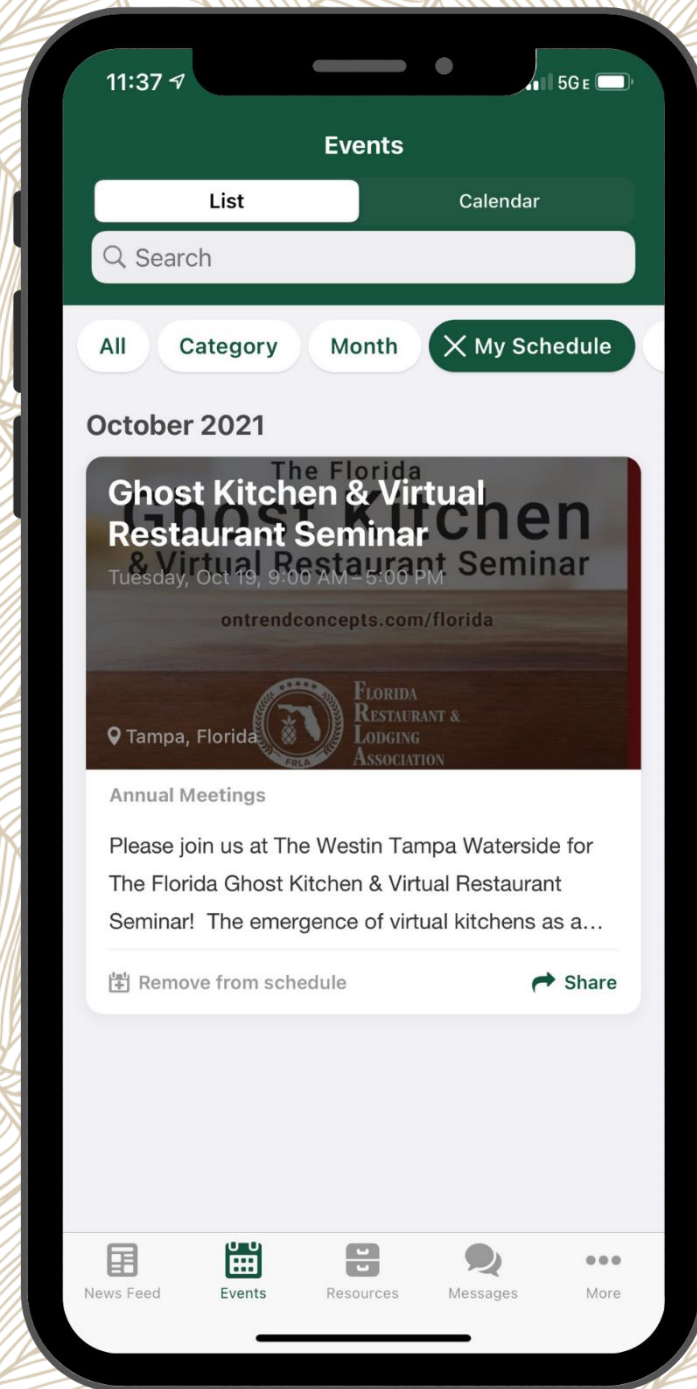 11:37
5G E
Events
List
Calendar
Search
All
Category
Month
My Schedule
October 2021
The Florida
Ghost Kitchen
& Virtual Restaurant Seminar
Ghost Kitchen & Virtual
Restaurant Seminar
Tuesday, Oct 19, 9:00 AM–5:00 PM
ontrendconcepts.com/florida
FLORIDA
RESTAURANT &
LODGING
ASSOCIATION
FRLA
Tampa, Florida
Annual Meetings
Please join us at The Westin Tampa Waterside for
The Florida Ghost Kitchen & Virtual Restaurant
Seminar! The emergence of virtual kitchens as a...
Remove from schedule
Share
News Feed
Events
Resources
Messages
More